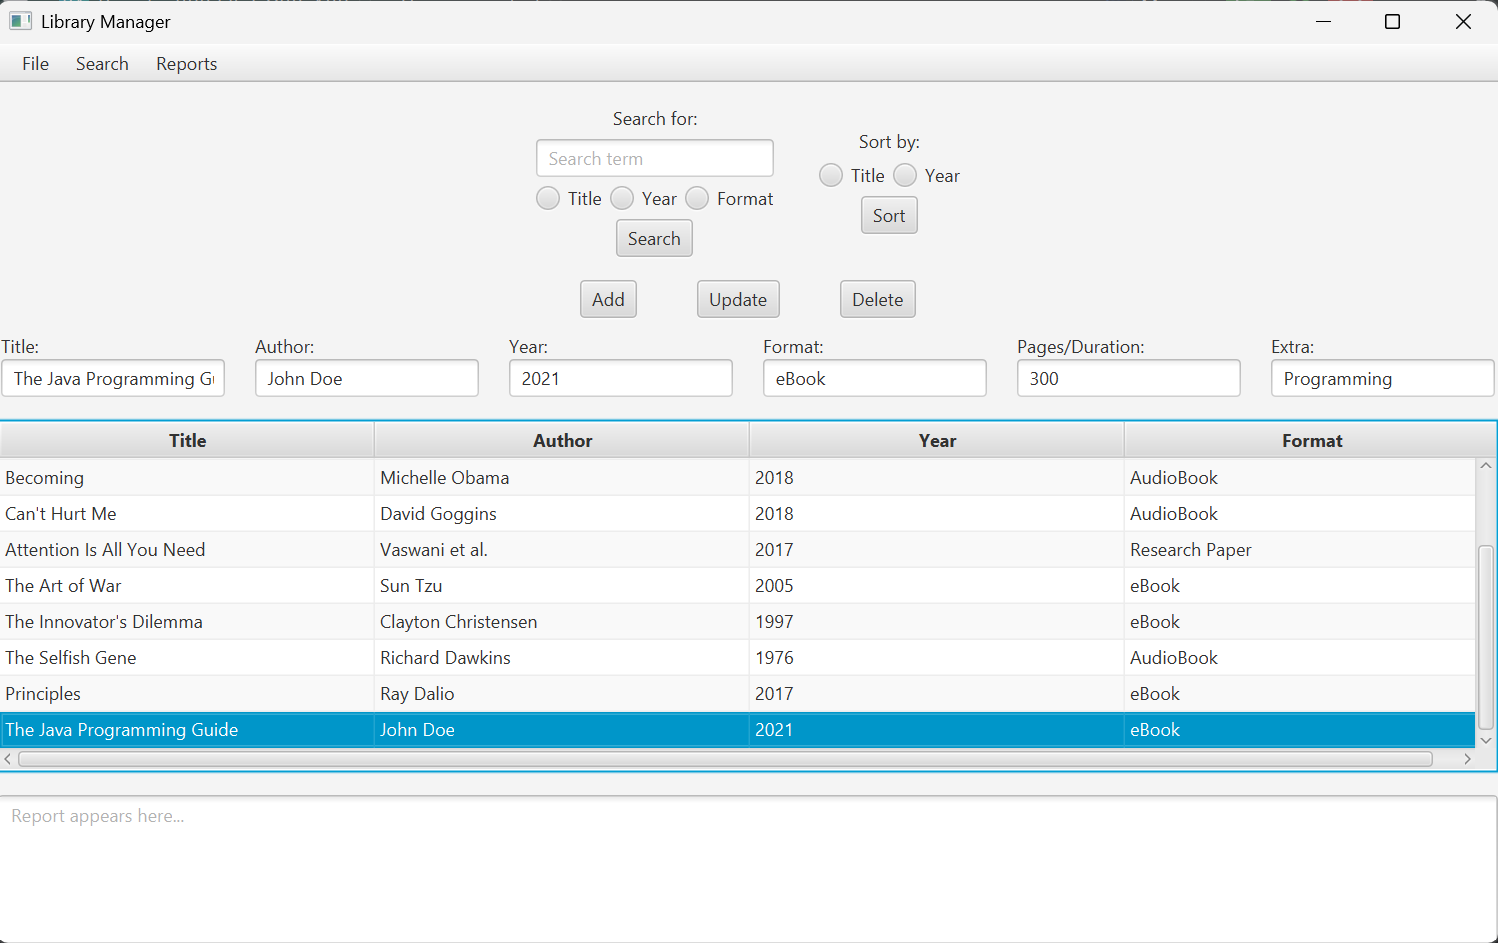 Library Manager
File Search Reports
Search for:
Search term
Title Year Format
Search
Sort by:
Title Year
Sort
Add Update Delete
Title: Author: Year: Format: Pages/Duration: Extra:
The Java Programming G John Doe 2021 eBook 300 Programming
Title Author Year Format
Becoming Michelle Obama 2018 AudioBook
Can't Hurt Me David Goggins 2018 AudioBook
Attention Is All You Need Vaswani et al. 2017 Research Paper
The Art of War Sun Tzu 2005 eBook
The Innovator's Dilemma Clayton Christensen 1997 eBook
The Selfish Gene Richard Dawkins 1976 AudioBook
Principles Ray Dalio 2017 eBook
The Java Programming Guide John Doe 2021 eBook
Report appears here...